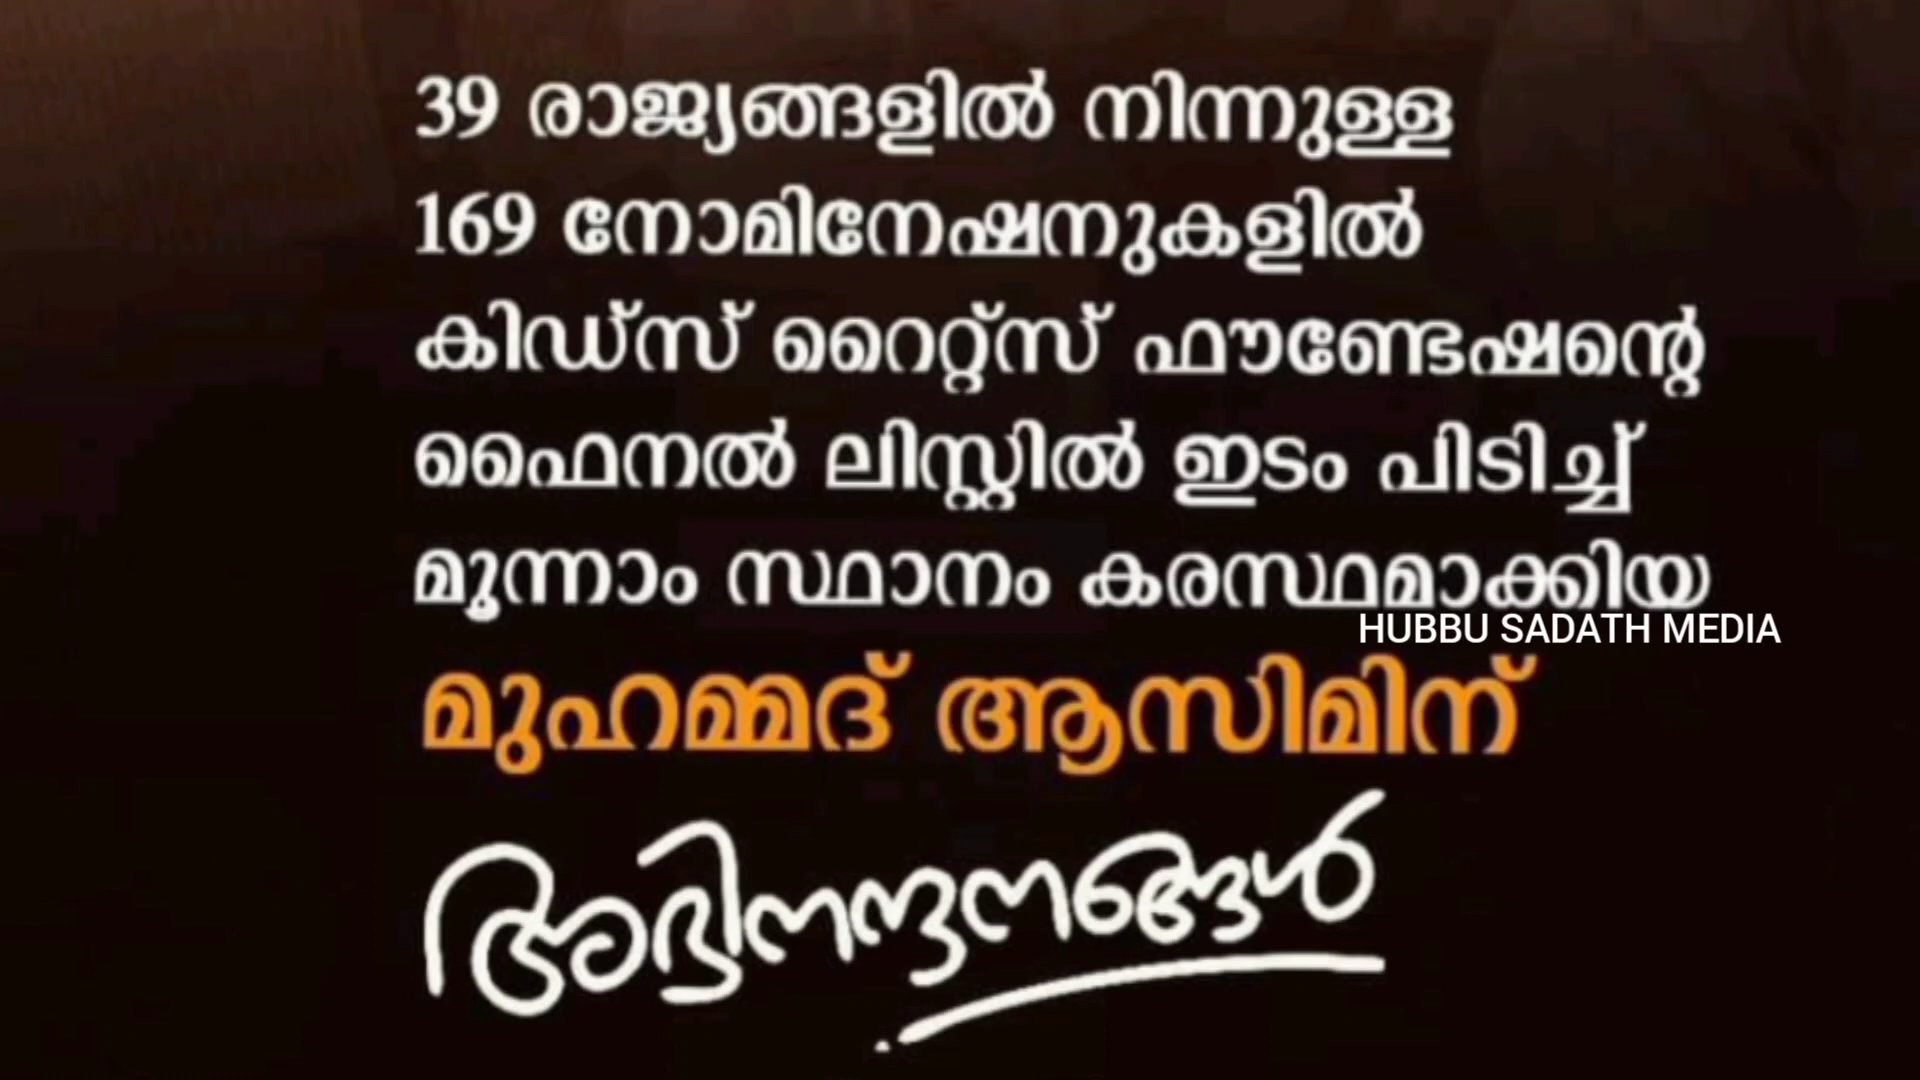 39 രാജ്യങ്ങളിൽ നിന്നുള്ള
169 നോമിനേഷനുകളിൽ
കിഡ്സ് റൈറ്റ്സ് ഫൗണ്ടേഷന്റെ
ഫൈനൽ ലിസ്റ്റിൽ ഇടം പിടിച്ച്
മൂന്നാം സ്ഥാനം കരസ്ഥമാക്കിയ
HUBBU SADATH MEDIA
മുഹമ്മദ് ആസിമിന്
അഭിനന്ദനങ്ങൾ